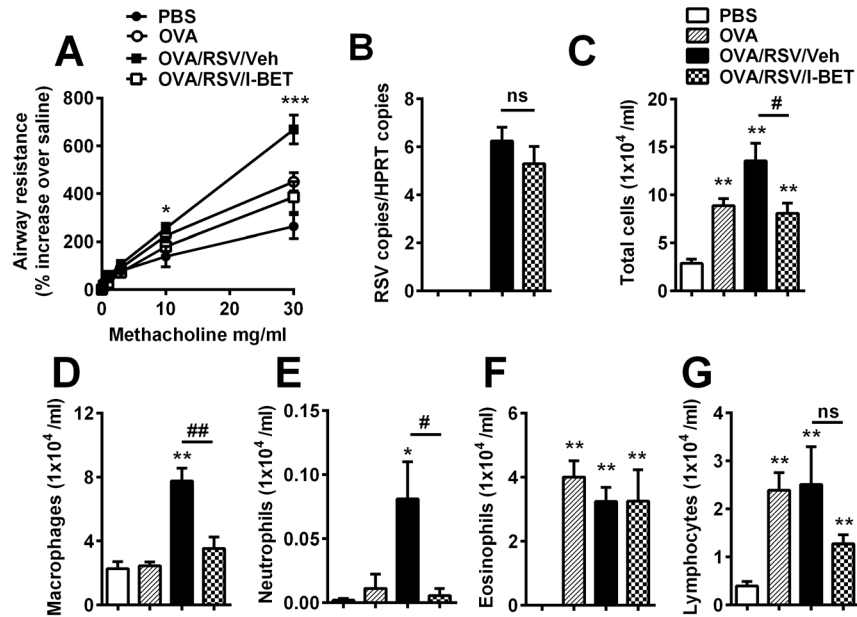 A
PBS
OVA
OVA/RSV/Veh
OVA/RSV/I-BET
Airway resistance
(% increase over saline)
800
600
400
200
0
0
10
20
30
*
***
Methacholine mg/ml
B
RSV copies/HPRT copies
8
6
4
2
0
ns
C
PBS
OVA
OVA/RSV/Veh
OVA/RSV/I-BET
Total cells (1x10⁴ /ml)
20
15
10
5
0
**
**
#
**
D
Macrophages (1x10⁴ /ml)
12
8
4
0
**
##
E
Neutrophils (1x10⁴ /ml)
0.15
0.10
0.05
0.00
*
#
F
Eosinophils (1x10⁴ /ml)
6
4
2
0
**
**
**
G
Lymphocytes (1x10⁴ /ml)
4
3
2
1
0
**
**
ns
**